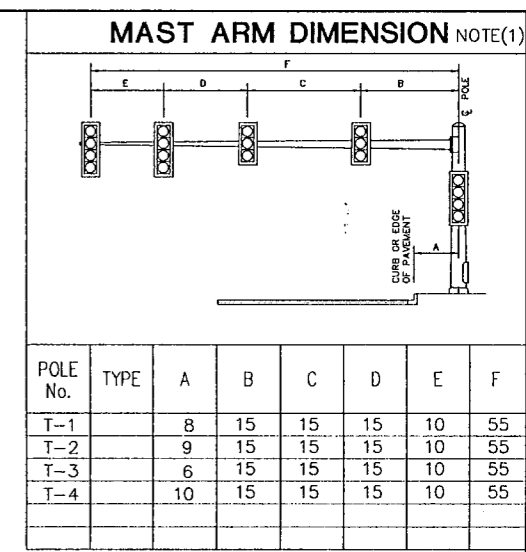 MAST ARM DIMENSION NOTE(1)
F
E D C B
℄ POLE
CURB OR EDGE
OF PAVEMENT
A
POLE No. TYPE A B C D E F
T-1 8 15 15 15 10 55
T-2 9 15 15 15 10 55
T-3 6 15 15 15 10 55
T-4 10 15 15 15 10 55